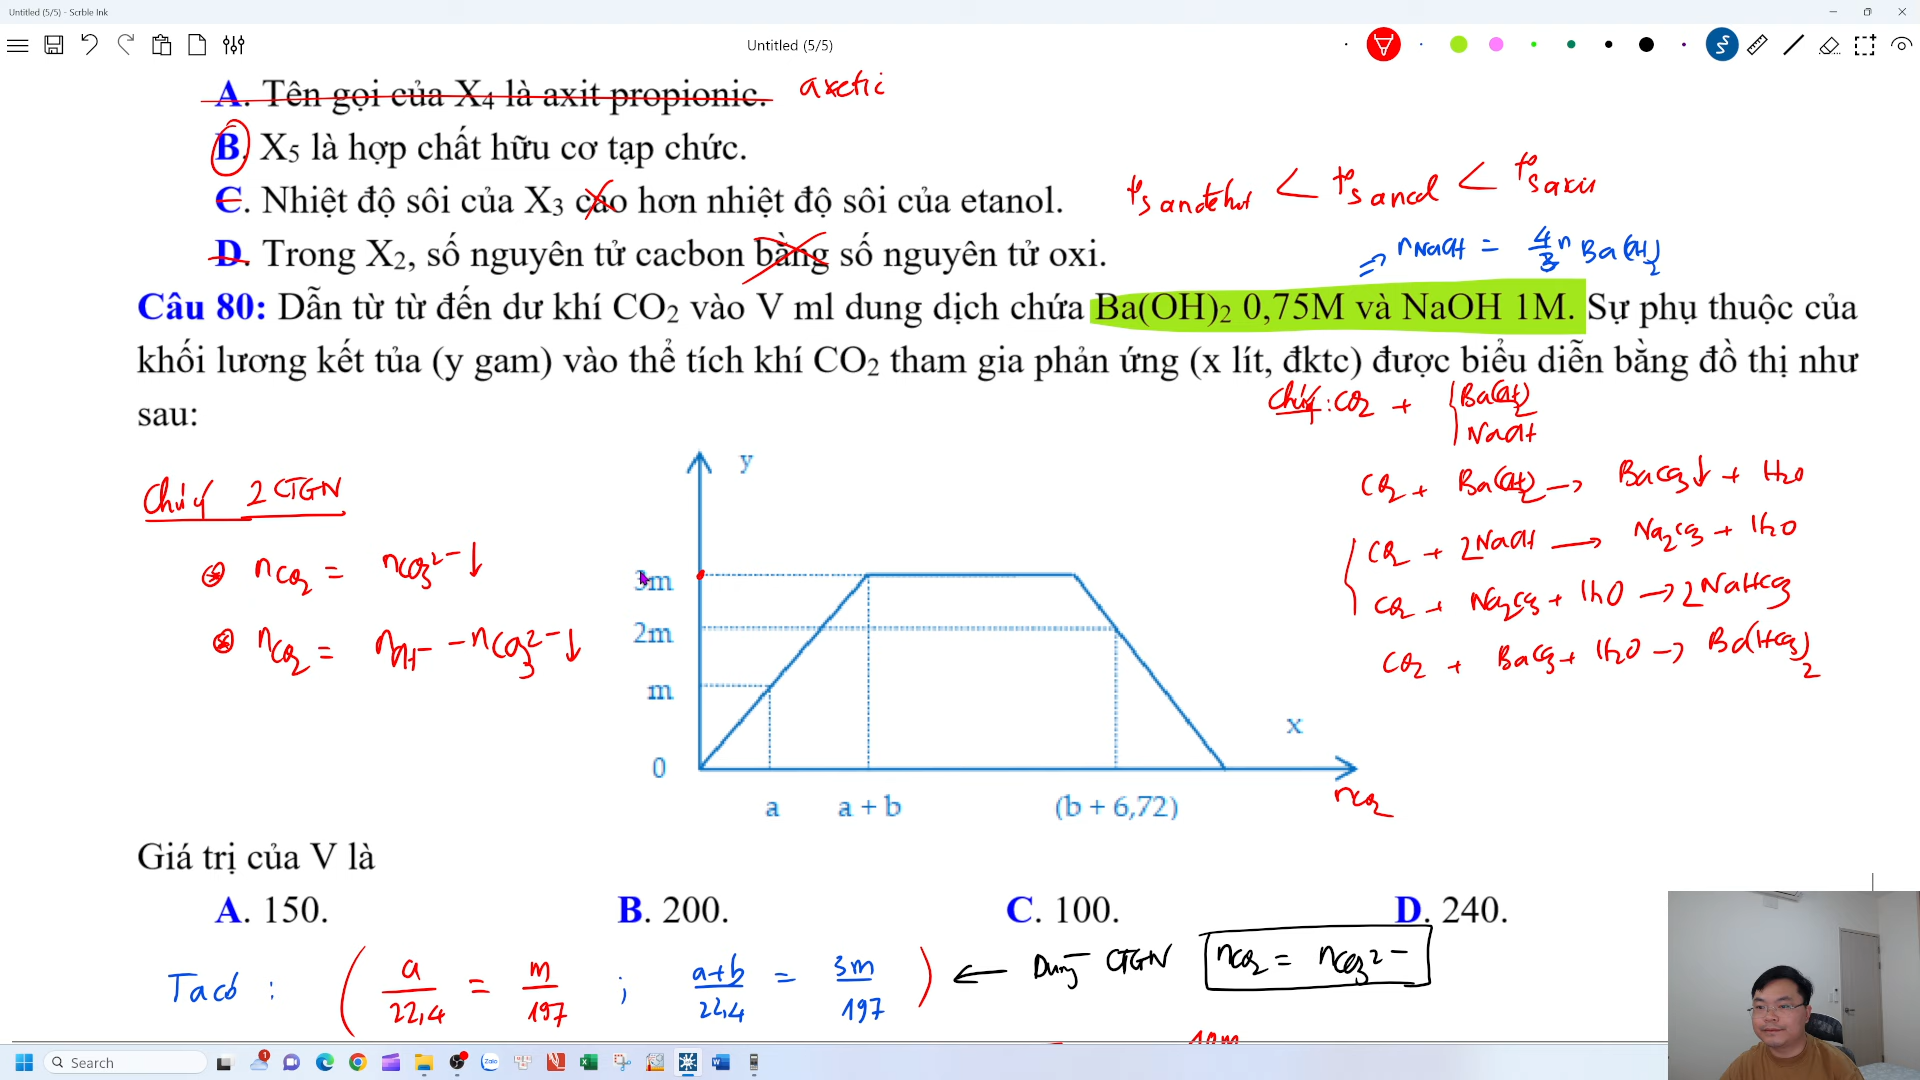 Untitled (5/5) - Scrble Ink
Untitled (5/5)
A. Tên gọi của X4 là axit propionic. axetic
B. X5 là hợp chất hữu cơ tạp chức.
C. Nhiệt độ sôi của X3 cao hơn nhiệt độ sôi của etanol.
D. Trong X2, số nguyên tử cacbon bằng số nguyên tử oxi.
t° s andehit < t° s ancol < t° s axit
=> nNaOH = 4/3 n Ba(OH)2
Câu 80: Dẫn từ từ đến dư khí CO2 vào V ml dung dịch chứa Ba(OH)2 0,75M và NaOH 1M. Sự phụ thuộc của
khối lượng kết tủa (y gam) vào thể tích khí CO2 tham gia phản ứng (x lít, đktc) được biểu diễn bằng đồ thị như
sau:
Chú ý : CO2 + { Ba(OH)2
NaOH
CO2 + Ba(OH)2 → BaCO3↓ + H2O
CO2 + 2NaOH → Na2CO3 + H2O
CO2 + Na2CO3 + H2O → 2NaHCO3
CO2 + BaCO3 + H2O → Ba(HCO3)2
Chú ý 2 CTGN
nCO2 = nCO3 2- ↓
nCO2 = nOH- - nCO3 2- ↓
y
3m
2m
m
0
a
a + b
(b + 6,72)
x
nCO2
Giá trị của V là
A. 150. B. 200. C. 100. D. 240.
Ta có : ( a/22,4 = m/197 ; a+b/22,4 = 3m/197 ) ← Dùng CTGN nCO2 = nCO3 2-
Search